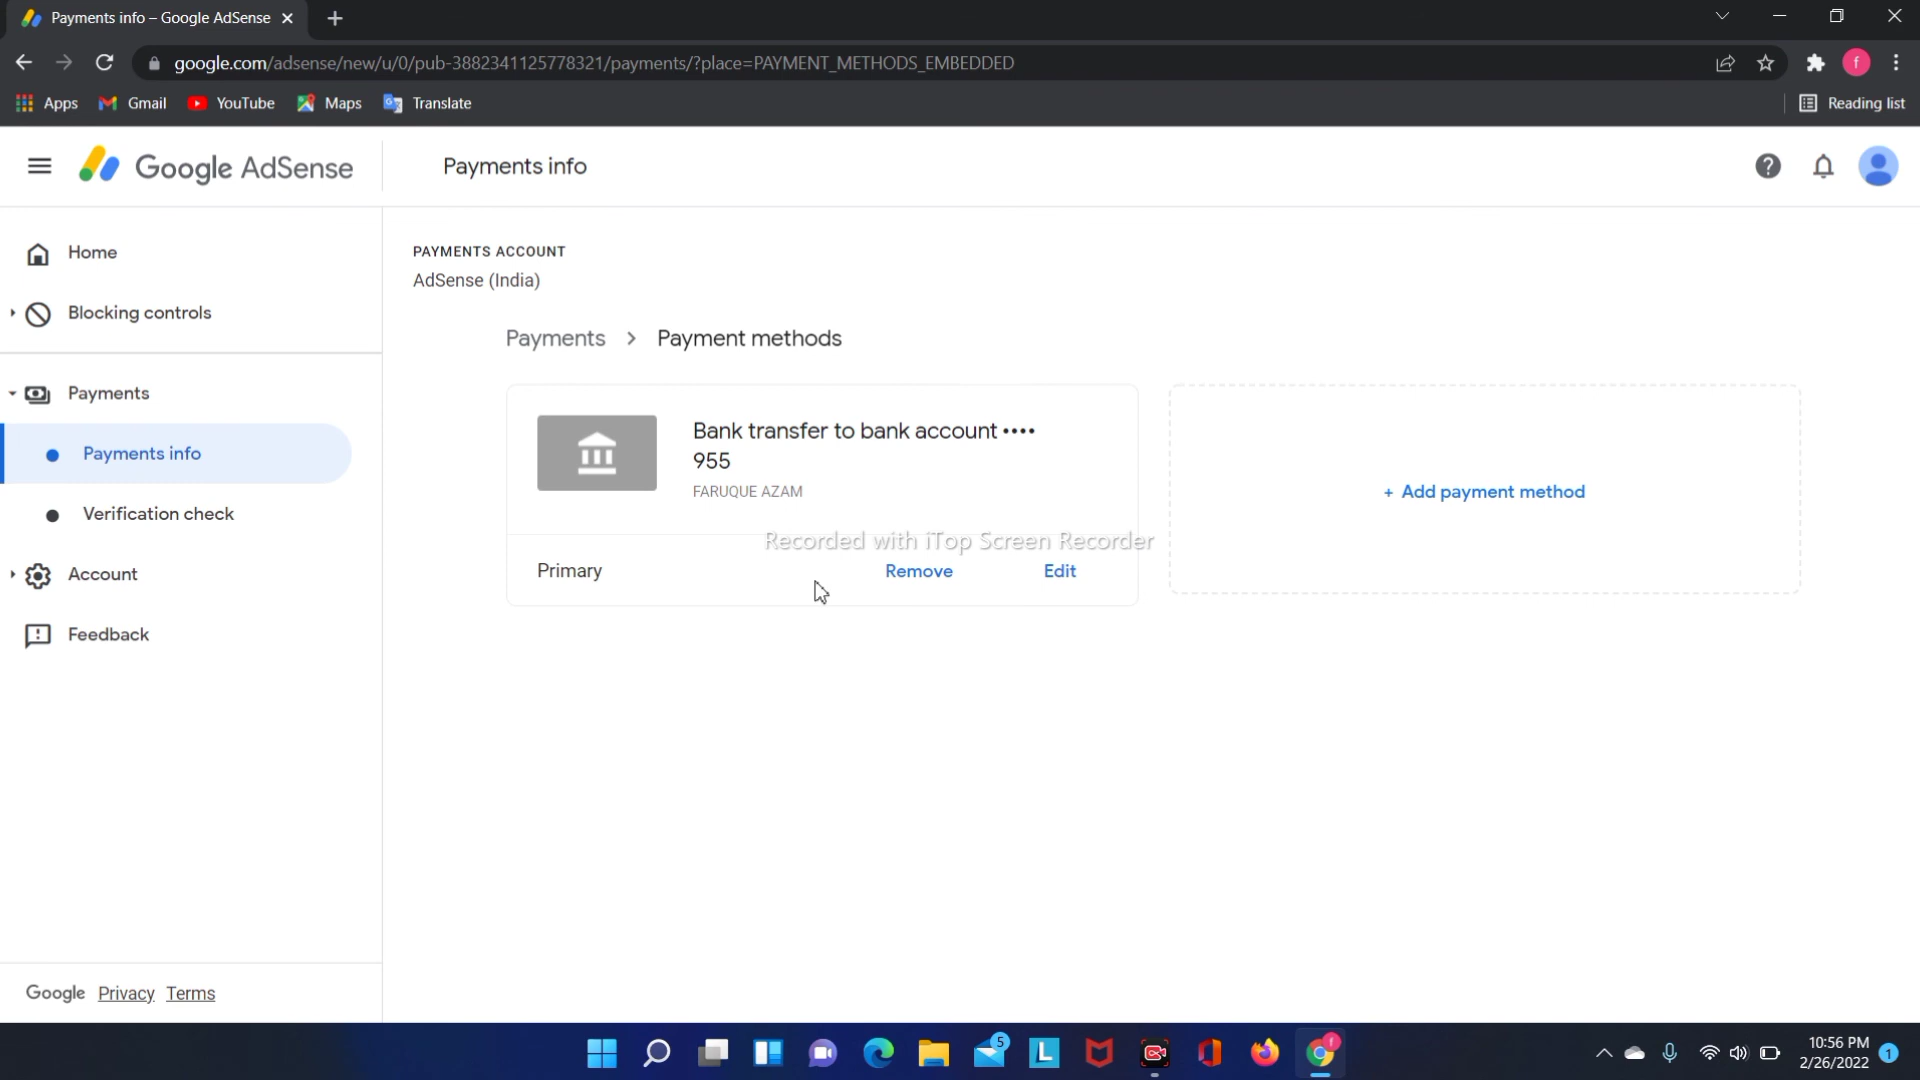 Payments info – Google AdSense
google.com/adsense/new/u/0/pub-3882341125778321/payments/?place=PAYMENT_METHODS_EMBEDDED
f
Apps
Gmail
YouTube
Maps
Translate
Reading list
Google AdSense
Payments info
Home
Blocking controls
Payments
Payments info
Verification check
Account
Feedback
PAYMENTS ACCOUNT
AdSense (India)
Payments > Payment methods
Bank transfer to bank account ••••
955
FARUQUE AZAM
Primary
Remove
Edit
+ Add payment method
Recorded with iTop Screen Recorder
Google Privacy Terms
5
L
f
10:56 PM
2/26/2022
1